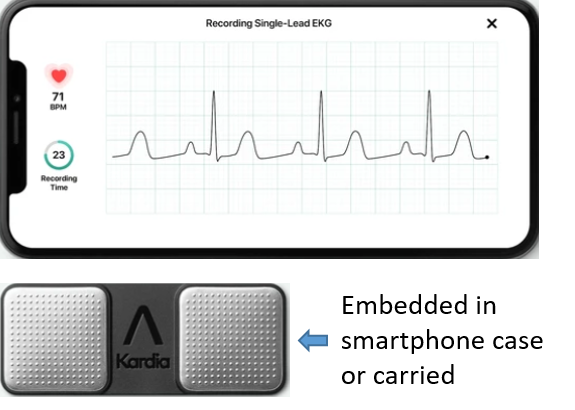 Recording Single-Lead EKG
71
BPM
23
Recording
Time
Kardia
Embedded in
smartphone case
or carried